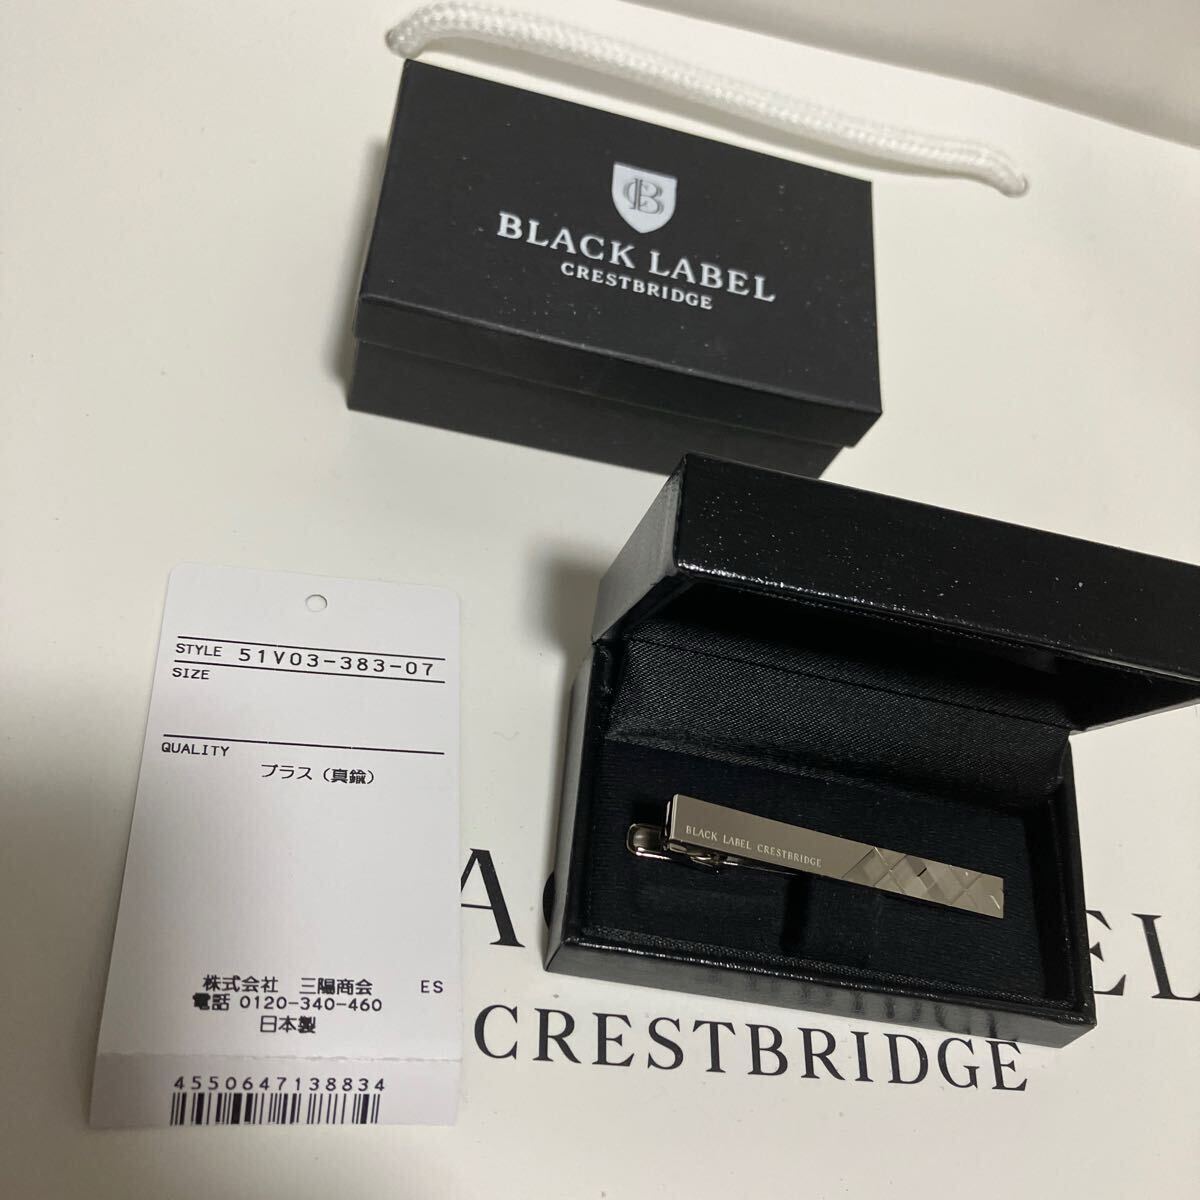 CB
BLACK LABEL
CRESTBRIDGE
STYLE 51V03-383-07
SIZE
QUALITY
ブラス（真鍮）
株式会社 三陽商会 ES
電話 0120-340-460
日本製
4550647138834
BLACK LABEL CRESTBRIDGE
CRESTBRIDGE